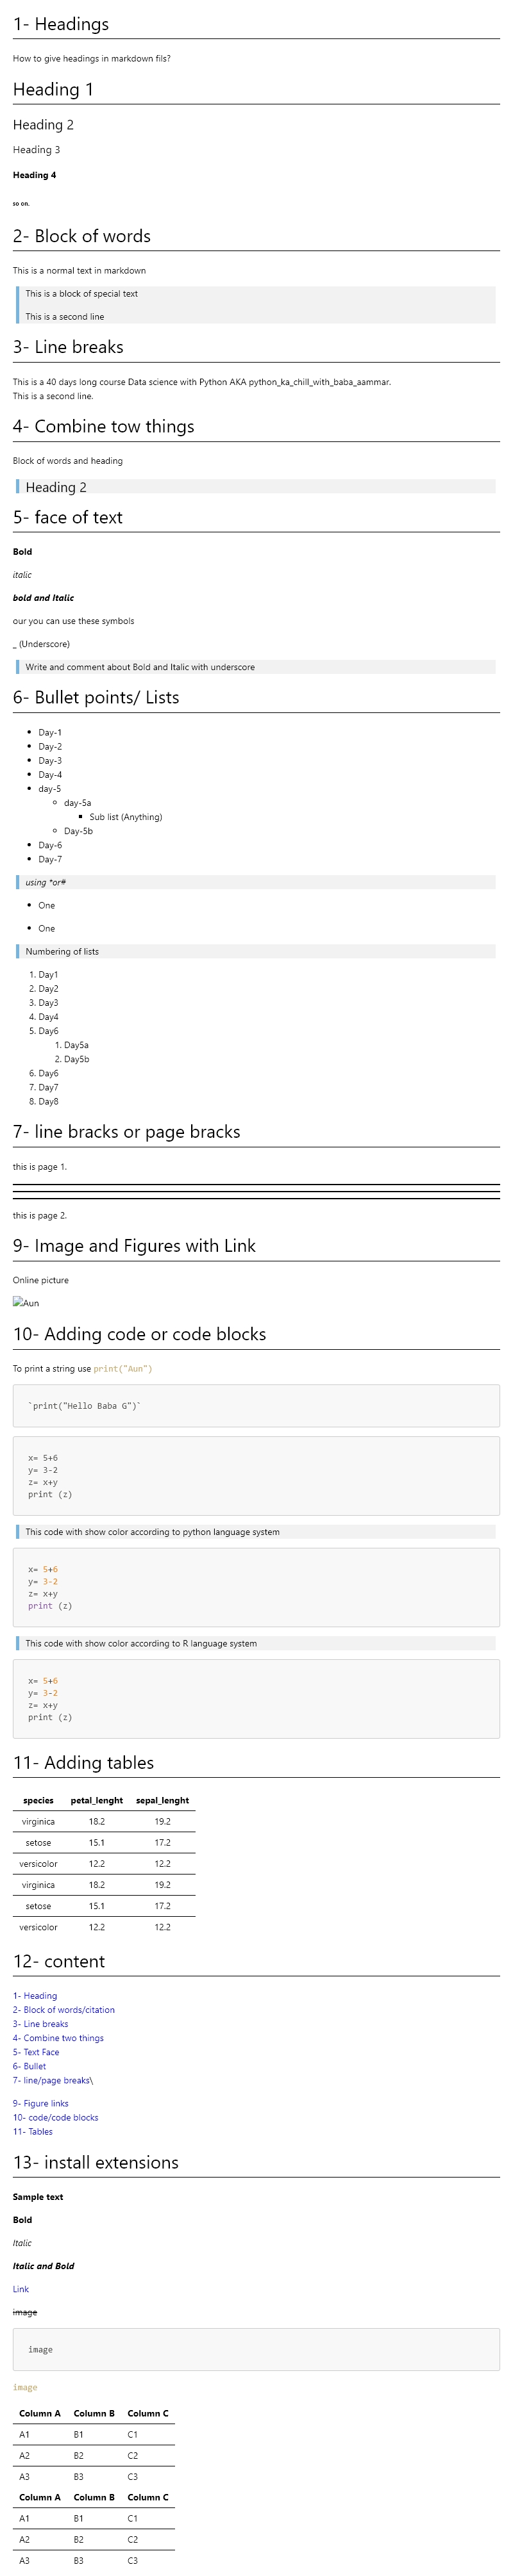 1- Headings
How to give headings in markdown fils?
Heading 1
Heading 2
Heading 3
Heading 4
so on.
2- Block of words
This is a normal text in markdown
This is a block of special text
This is a second line
3- Line breaks
This is a 40 days long course Data science with Python AKA python_ka_chill_with_baba_aammar.
This is a second line.
4- Combine tow things
Block of words and heading
Heading 2
5- face of text
Bold
italic
bold and Italic
our you can use these symbols
_ (Underscore)
Write and comment about Bold and Italic with underscore
6- Bullet points/ Lists
• Day-1
• Day-2
• Day-3
• Day-4
• day-5
◦ day-5a
▪ Sub list (Anything)
◦ Day-5b
• Day-6
• Day-7
using *or#
• One
• One
Numbering of lists
1. Day1
2. Day2
3. Day3
4. Day4
5. Day6
1. Day5a
2. Day5b
6. Day6
7. Day7
8. Day8
7- line bracks or page bracks
this is page 1.
this is page 2.
9- Image and Figures with Link
Online picture
Aun
10- Adding code or code blocks
To print a string use print("Aun")
`print("Hello Baba G")`
x= 5+6
y= 3-2
z= x+y
print (z)
This code with show color according to python language system
x= 5+6
y= 3-2
z= x+y
print (z)
This code with show color according to R language system
x= 5+6
y= 3-2
z= x+y
print (z)
11- Adding tables
species petal_lenght sepal_lenght
virginica 18.2 19.2
setose 15.1 17.2
versicolor 12.2 12.2
virginica 18.2 19.2
setose 15.1 17.2
versicolor 12.2 12.2
12- content
1- Heading
2- Block of words/citation
3- Line breaks
4- Combine two things
5- Text Face
6- Bullet
7- line/page breaks\
9- Figure links
10- code/code blocks
11- Tables
13- install extensions
Sample text
Bold
Italic
Italic and Bold
Link
image
image
image
Column A Column B Column C
A1 B1 C1
A2 B2 C2
A3 B3 C3
Column A Column B Column C
A1 B1 C1
A2 B2 C2
A3 B3 C3